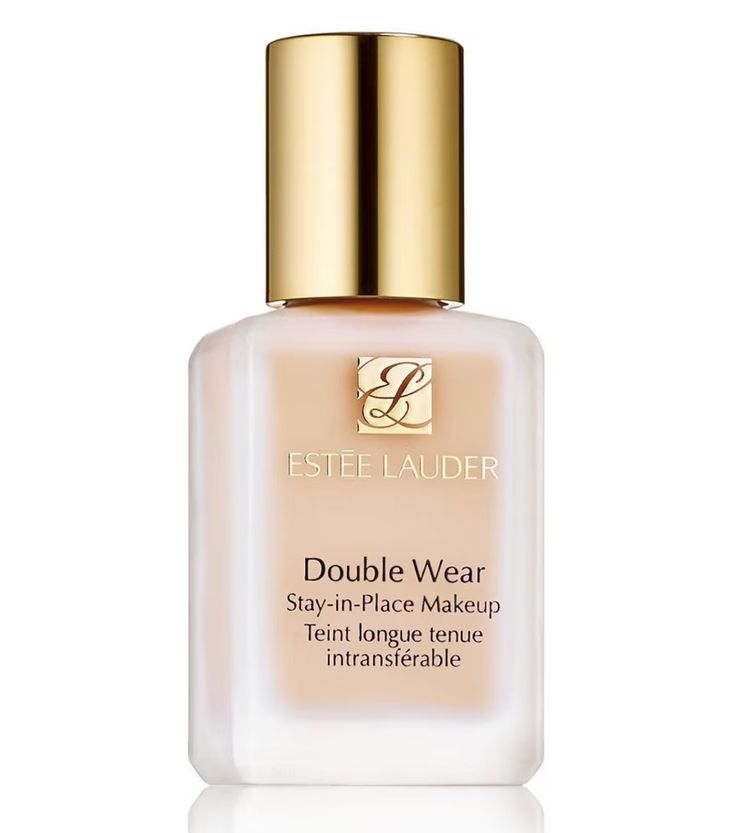 EL
ESTĒE LAUDER
Double Wear
Stay-in-Place Makeup
Teint longue tenue
intransférable